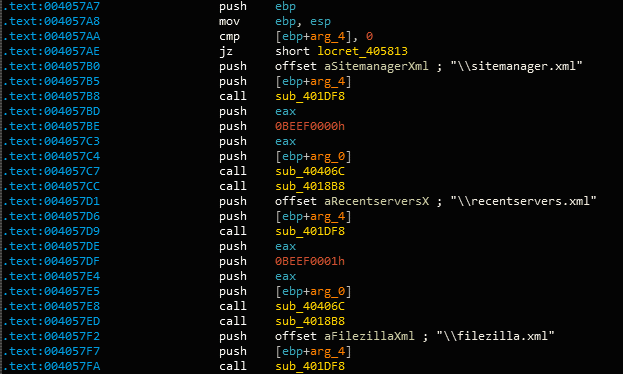 .text:004057A7 push ebp
.text:004057A8 mov ebp, esp
.text:004057AA cmp [ebp+arg_4], 0
.text:004057AE jz short locret_405813
.text:004057B0 push offset aSitemanagerXml ; "\\sitemanager.xml"
.text:004057B5 push [ebp+arg_4]
.text:004057B8 call sub_401DF8
.text:004057BD push eax
.text:004057BE push 0BEEF0000h
.text:004057C3 push eax
.text:004057C4 push [ebp+arg_0]
.text:004057C7 call sub_40406C
.text:004057CC call sub_4018B8
.text:004057D1 push offset aRecentserversX ; "\\recentservers.xml"
.text:004057D6 push [ebp+arg_4]
.text:004057D9 call sub_401DF8
.text:004057DE push eax
.text:004057DF push 0BEEF0001h
.text:004057E4 push eax
.text:004057E5 push [ebp+arg_0]
.text:004057E8 call sub_40406C
.text:004057ED call sub_4018B8
.text:004057F2 push offset aFilezillaXml ; "\\filezilla.xml"
.text:004057F7 push [ebp+arg_4]
.text:004057FA call sub_401DF8